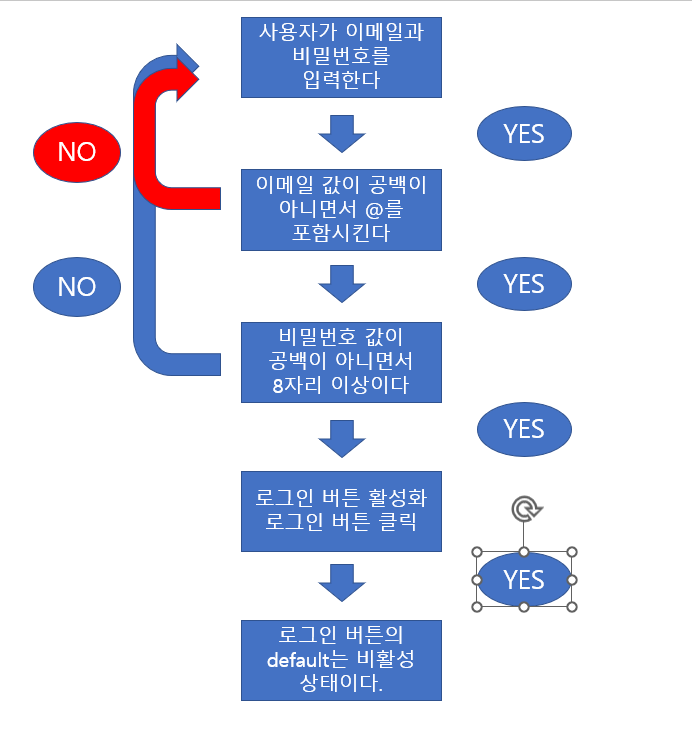 사용자가 이메일과
비밀번호를
입력한다
YES
NO
이메일 값이 공백이
아니면서 @를
포함시킨다
NO
YES
비밀번호 값이
공백이 아니면서
8자리 이상이다
YES
로그인 버튼 활성화
로그인 버튼 클릭
YES
로그인 버튼의
default는 비활성
상태이다.